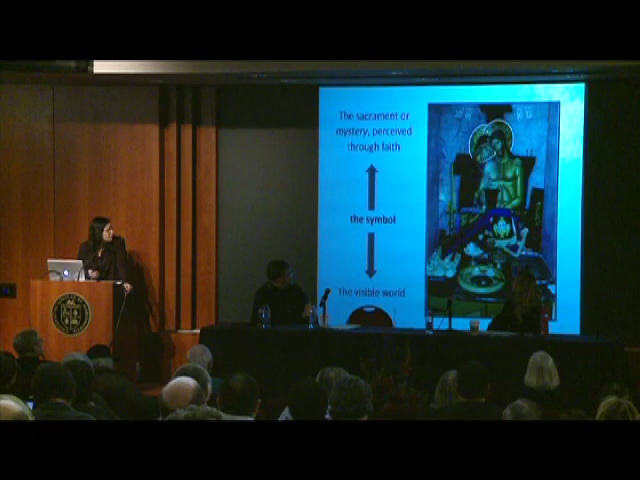 The sacrament or
mystery, perceived
through faith
the symbol
the visible world